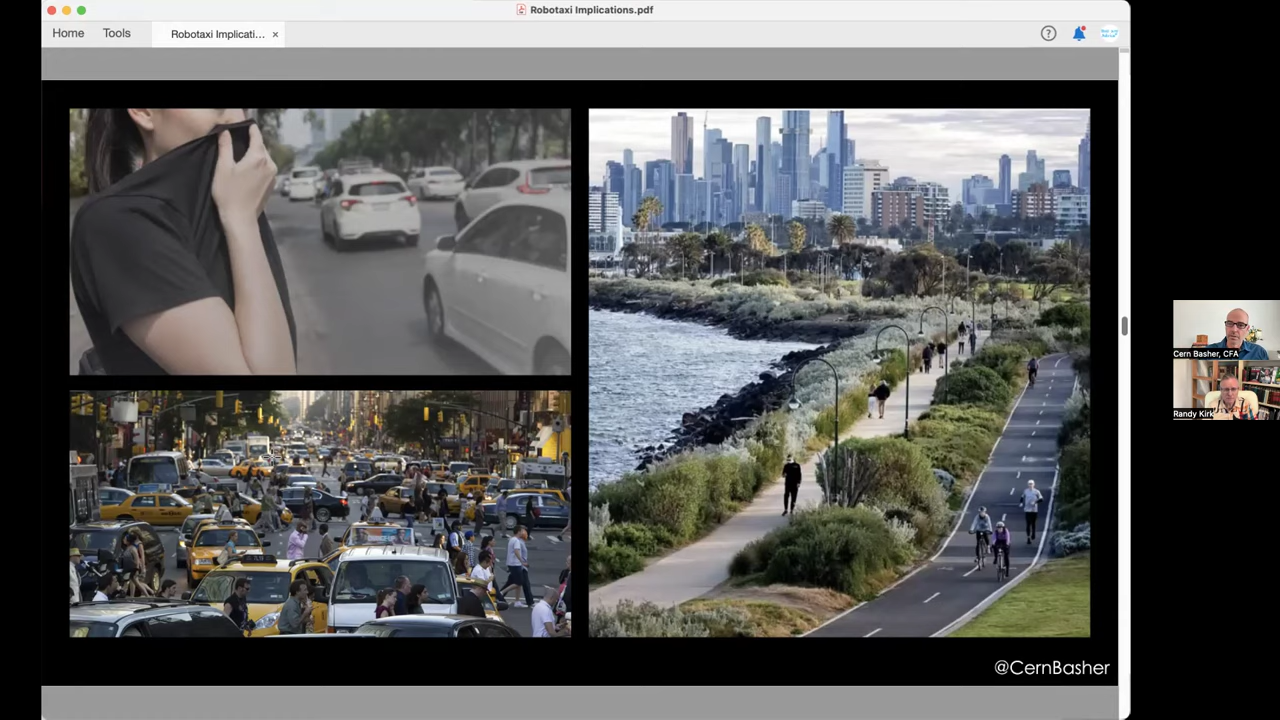 Robotaxi Implications.pdf
Home
Tools
Robotaxi Implicati... ×
?
Cern Basher, CFA
Randy Kirk
@CernBasher